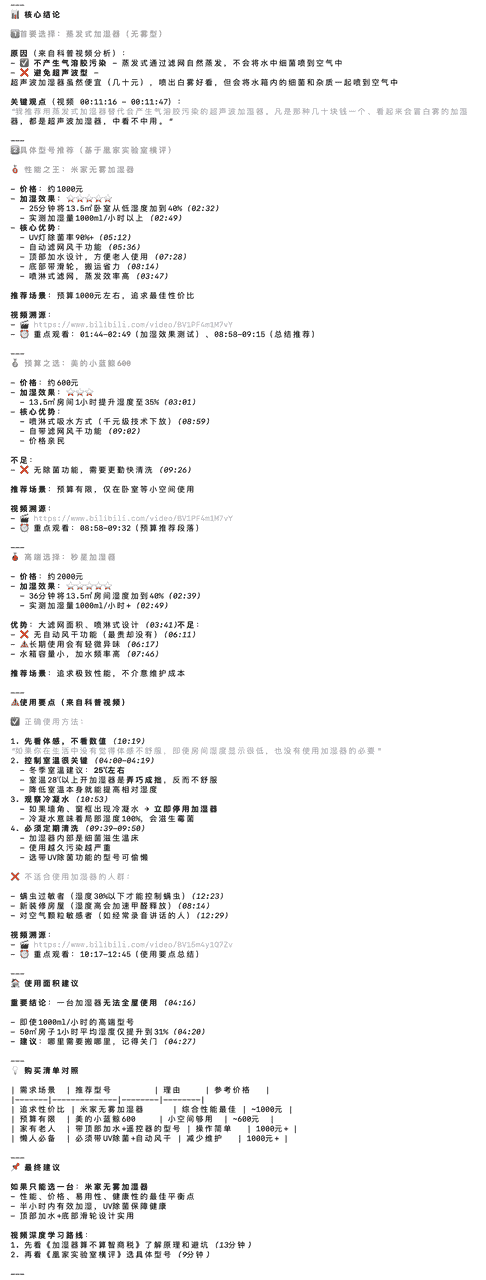 ---
📊 核心结论

1️⃣首要选择：蒸发式加湿器（无雾型）

原因（来自科普视频分析）：
- ✅ 不产生气溶胶污染 - 蒸发式通过滤网自然蒸发，不会将水中细菌喷到空气中
- ❌ 避免超声波型 -
超声波加湿器虽然便宜（几十元），喷出白雾好看，但会将水箱内的细菌和杂质一起喷到空气中

关键观点（视频 00:11:16 - 00:11:47）：
"我推荐用蒸发式加湿器替代会产生气溶胶污染的超声波加湿器，凡是那种几十块钱一个、看起来会冒白雾的加湿
器，都是超声波加湿器，中看不中用。"

---
2️⃣具体型号推荐（基于凰家实验室横评）

🥇 性能之王：米家无雾加湿器

- 价格：约1000元
- 加湿效果：⭐⭐⭐⭐⭐
- 25分钟将13.5㎡卧室从低湿度加到40% (02:32)
- 实测加湿量1000ml/小时以上 (02:49)
- 核心优势：
- UV灯除菌率90%+ (05:12)
- 自动滤网风干功能 (05:36)
- 顶部加水设计，方便老人使用 (07:28)
- 底部带滑轮，搬运省力 (08:14)
- 喷淋式滤网，蒸发效率高 (03:47)

推荐场景：预算1000元左右，追求最佳性价比

视频溯源：
- 🎬 https://www.bilibili.com/video/BV1PF4m1M7vY
- ⏰ 重点观看：01:44-02:49（加湿效果测试）、08:58-09:15（总结推荐）

---
🥈 预算之选：美的小蓝鲸600

- 价格：约600元
- 加湿效果：⭐⭐⭐
- 13.5㎡房间1小时提升湿度至35% (03:01)
- 核心优势：
- 喷淋式吸水方式（千元级技术下放）(08:59)
- 自带滤网风干功能 (09:02)
- 价格亲民

不足：
- ❌ 无除菌功能，需要更勤快清洗 (09:26)

推荐场景：预算有限，仅在卧室等小空间使用

视频溯源：
- 🎬 https://www.bilibili.com/video/BV1PF4m1M7vY
- ⏰ 重点观看：08:58-09:32（预算推荐段落）

---
🥉 高端选择：秒星加湿器

- 价格：约2000元
- 加湿效果：⭐⭐⭐⭐⭐
- 36分钟将13.5㎡房间湿度加到40% (02:39)
- 实测加湿量1000ml/小时+ (02:49)

优势：大滤网面积、喷淋式设计 (03:41)不足：
- ❌ 无自动风干功能（最贵却没有）(06:11)
- ⚠️长期使用会有轻微异味 (06:17)
- 水箱容量小，加水频率高 (07:46)

推荐场景：追求极致性能，不介意维护成本

---
⚠️使用要点（来自科普视频）

✅ 正确使用方法：

1. 先看体感，不看数值 (10:19)
"如果你在生活中没有觉得体感不舒服，即使房间湿度显示很低，也没有使用加湿器的必要"
2. 控制室温很关键 (04:00-04:19)
- 冬季室温建议：25℃左右
- 室温28℃以上开加湿器是弄巧成拙，反而不舒服
- 降低室温本身就能提高相对湿度
3. 观察冷凝水 (10:53)
- 如果墙角、窗框出现冷凝水 → 立即停用加湿器
- 冷凝水意味着局部湿度100%，会滋生霉菌
4. 必须定期清洗 (09:39-09:50)
- 加湿器内部是细菌滋生温床
- 使用越久污染越严重
- 选带UV除菌功能的型号可偷懒

❌ 不适合使用加湿器的人群：

- 螨虫过敏者（湿度30%以下才能控制螨虫）(12:23)
- 新装修房屋（湿度高会加速甲醛释放）(08:14)
- 对空气颗粒敏感者（如经常录音讲话的人）(12:29)

视频溯源：
- 🎬 https://www.bilibili.com/video/BV15m4y1Q7Zv
- ⏰ 重点观看：10:17-12:45（使用要点总结）

---
🏠 使用面积建议

重要结论：一台加湿器无法全屋使用 (04:16)

- 即使1000ml/小时的高端型号
- 50㎡房子1小时平均湿度仅提升到31% (04:20)
- 建议：哪里需要搬哪里，记得关门 (04:27)

---
💡 购买清单对照

| 需求场景 | 推荐型号 | 理由 | 参考价格 |
|-------|--------------|--------|--------|
| 追求性价比 | 米家无雾加湿器 | 综合性能最佳 | ~1000元 |
| 预算有限 | 美的小蓝鲸600 | 小空间够用 | ~600元 |
| 家有老人 | 带顶部加水+遥控器的型号 | 操作简单 | 1000元+ |
| 懒人必备 | 必须带UV除菌+自动风干 | 减少维护 | 1000元+ |

---
📌 最终建议

如果只能选一台：米家无雾加湿器
- 性能、价格、易用性、健康性的最佳平衡点
- 半小时内有效加湿，UV除菌保障健康
- 顶部加水+底部滑轮设计实用

视频深度学习路线：
1. 先看《加湿器算不算智商税》了解原理和避坑 (13分钟)
2. 再看《凰家实验室横评》选具体型号 (9分钟)

---